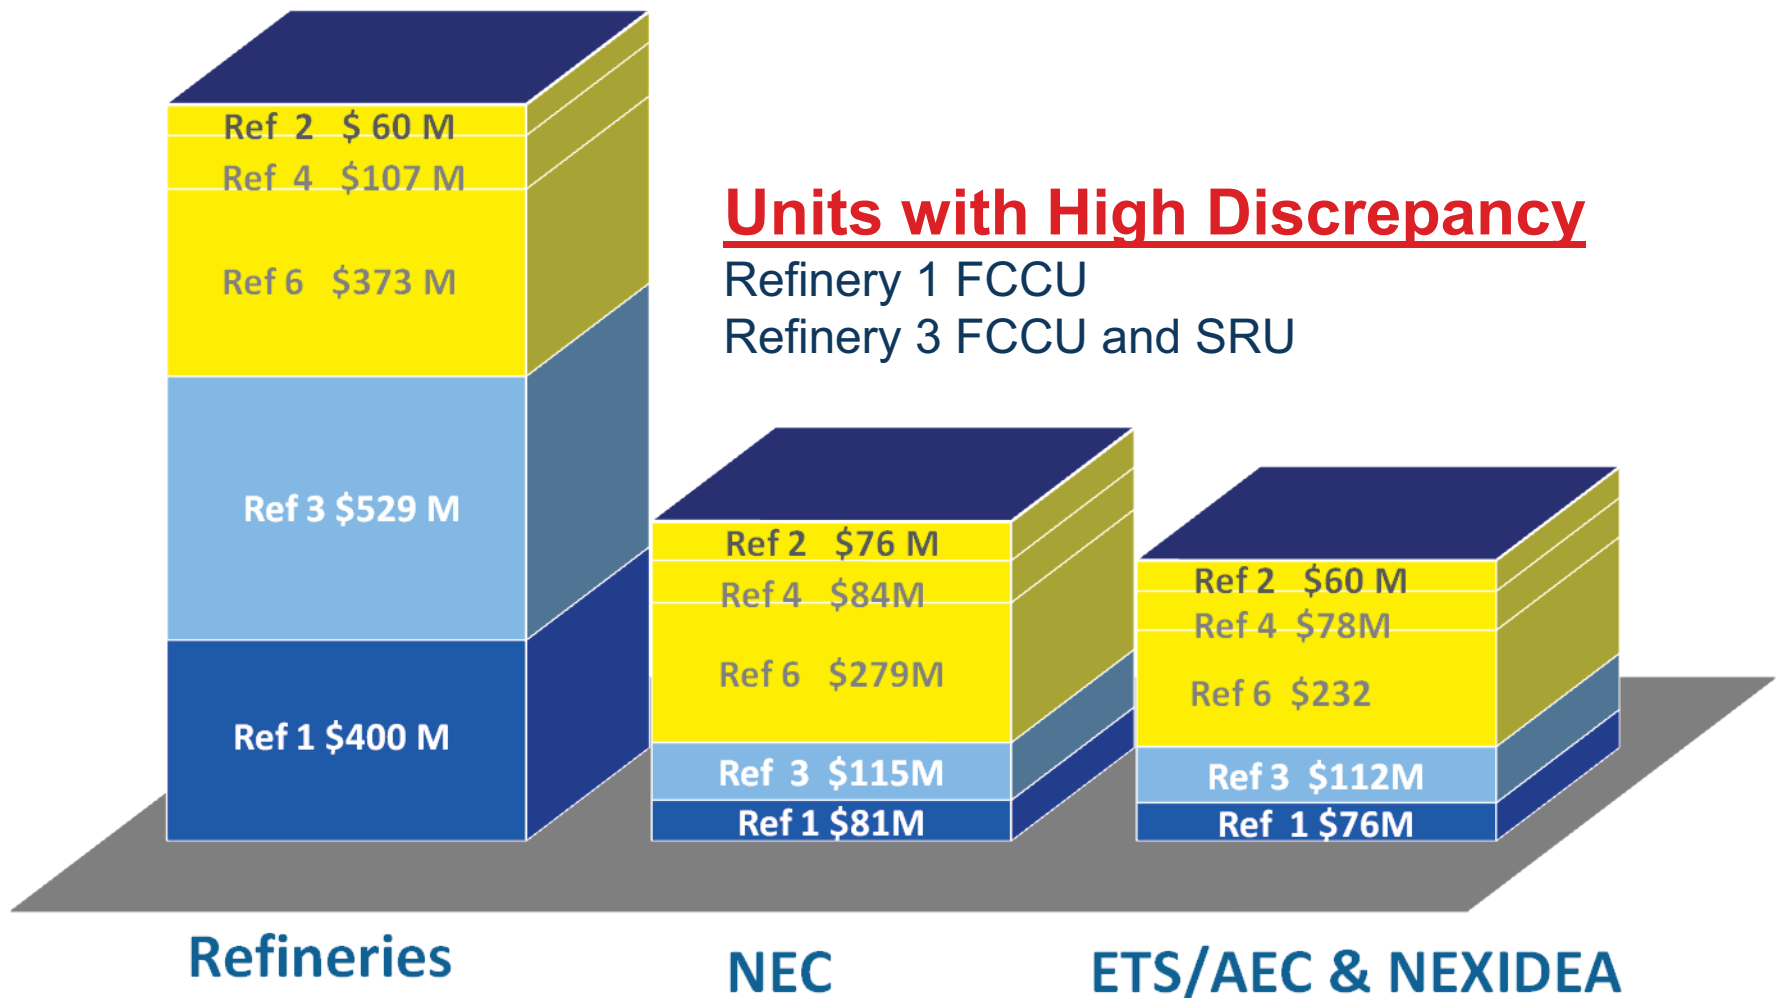 Ref 2 $ 60 M
Ref 4 $107 M
Ref 6 $373 M
Ref 3 $529 M
Ref 1 $400 M
Units with High Discrepancy
Refinery 1 FCCU
Refinery 3 FCCU and SRU
Ref 2 $76 M
Ref 4 $84M
Ref 6 $279M
Ref 3 $115M
Ref 1 $81M
Ref 2 $60 M
Ref 4 $78M
Ref 6 $232
Ref 3 $112M
Ref 1 $76M
Refineries
NEC
ETS/AEC & NEXIDEA